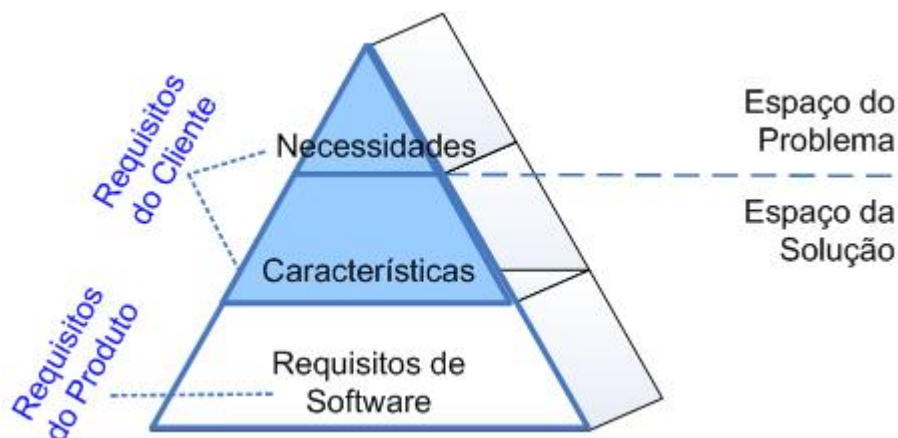 Requisitos
do Cliente
Necessidades
Espaço do
Problema
Espaço da
Solução
Características
Requisitos
do Produto
Requisitos de
Software